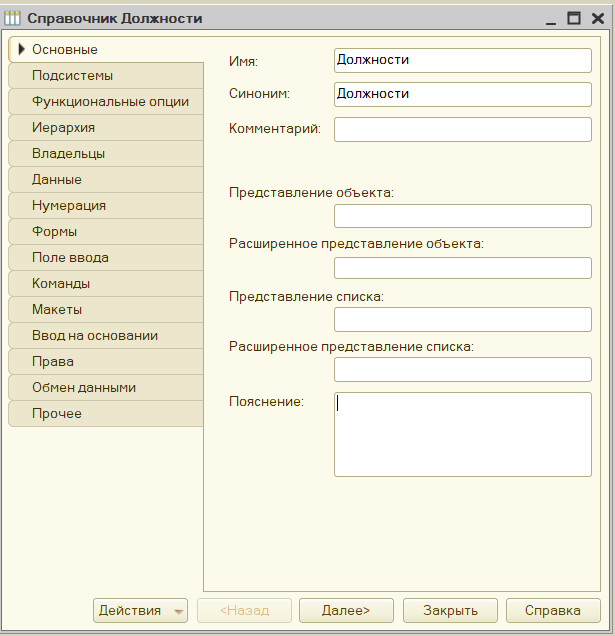 Справочник Должности
Основные
Подсистемы
Функциональные опции
Иерархия
Владельцы
Данные
Нумерация
Формы
Поле ввода
Команды
Макеты
Ввод на основании
Права
Обмен данными
Прочее
Имя: Должности
Синоним: Должности
Комментарий:
Представление объекта:
Расширенное представление объекта:
Представление списка:
Расширенное представление списка:
Пояснение:
Действия <Назад Далее> Закрыть Справка